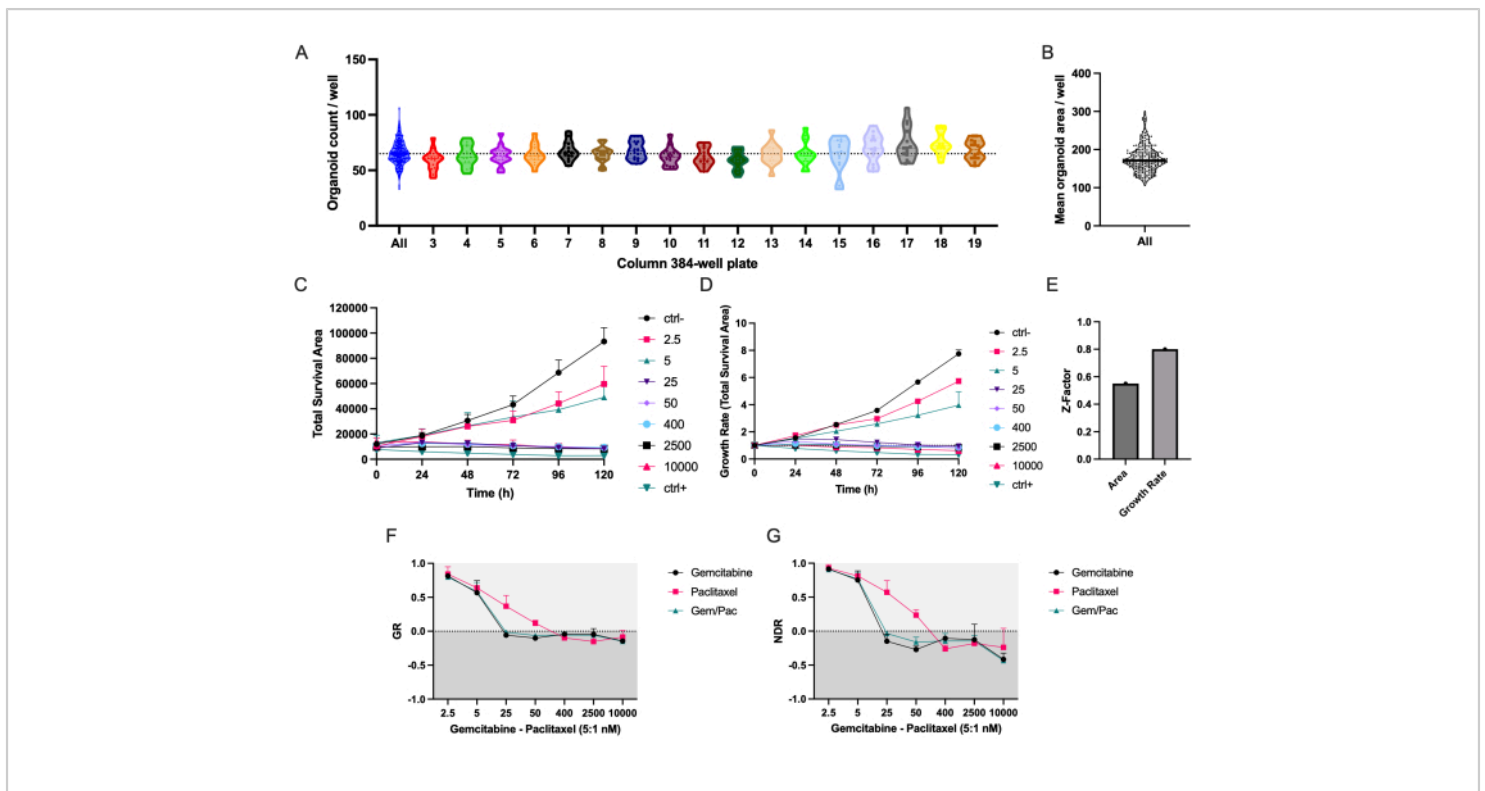 A
Organoid count / well
150
100
50
0
All 3 4 5 6 7 8 9 10 11 12 13 14 15 16 17 18 19
Column 384-well plate
B
Mean organoid area / well
400
300
200
100
0
All
C
Total Survival Area
120000
100000
80000
60000
40000
20000
0
0 24 48 72 96 120
Time (h)
ctrl-
2.5
5
25
50
400
2500
10000
ctrl+
D
Growth Rate (Total Survival Area)
10
8
6
4
2
0
0 24 48 72 96 120
Time (h)
ctrl-
2.5
5
25
50
400
2500
10000
ctrl+
E
Z-Factor
1.0
0.8
0.6
0.4
0.2
0.0
Area
Growth Rate
F
GR
1.0
0.5
0.0
-0.5
-1.0
2.5 5 25 50 400 2500 10000
Gemcitabine - Paclitaxel (5:1 nM)
Gemcitabine
Paclitaxel
Gem/Pac
G
NDR
1.0
0.5
0.0
-0.5
-1.0
2.5 5 25 50 400 2500 10000
Gemcitabine - Paclitaxel (5:1 nM)
Gemcitabine
Paclitaxel
Gem/Pac